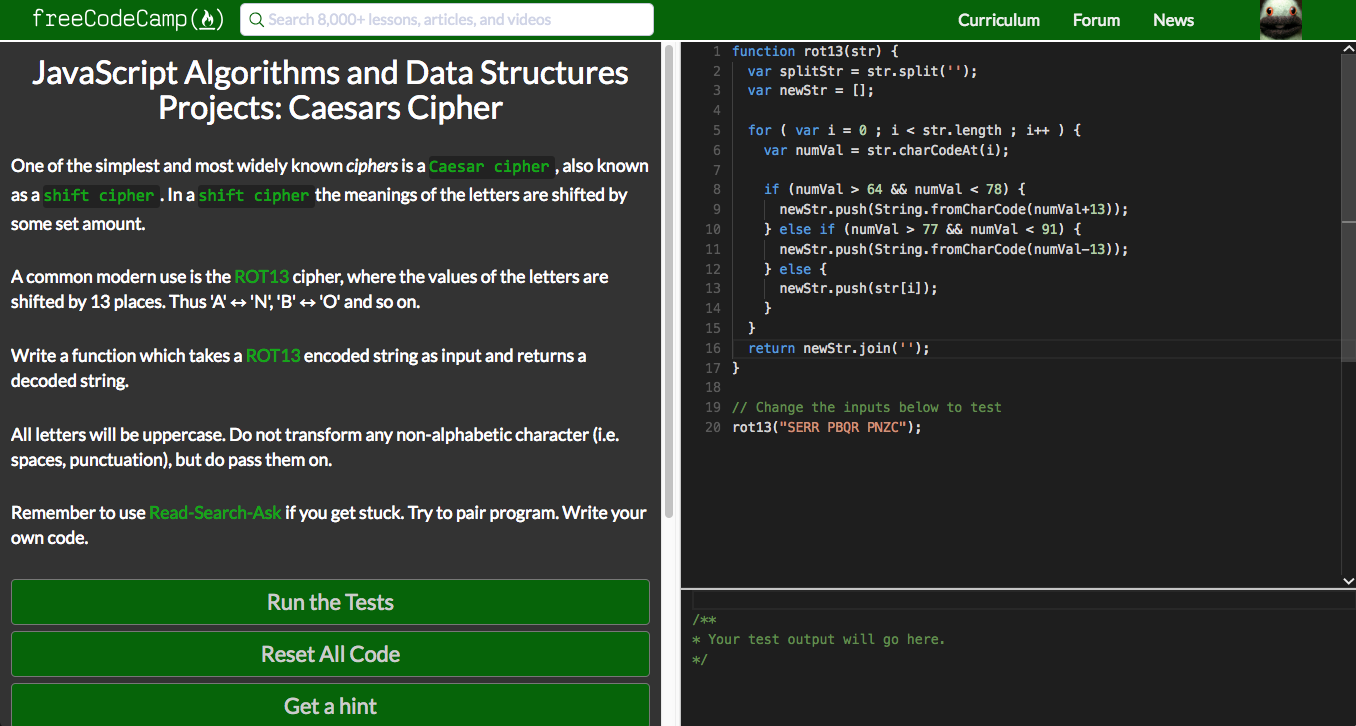 freeCodeCamp(🔥)
Search 8,000+ lessons, articles, and videos
Curriculum
Forum
News
JavaScript Algorithms and Data Structures
Projects: Caesars Cipher
One of the simplest and most widely known ciphers is a Caesar cipher , also known
as a shift cipher . In a shift cipher the meanings of the letters are shifted by
some set amount.
A common modern use is the ROT13 cipher, where the values of the letters are
shifted by 13 places. Thus 'A' ↔ 'N', 'B' ↔ 'O' and so on.
Write a function which takes a ROT13 encoded string as input and returns a
decoded string.
All letters will be uppercase. Do not transform any non-alphabetic character (i.e.
spaces, punctuation), but do pass them on.
Remember to use Read-Search-Ask if you get stuck. Try to pair program. Write your
own code.
Run the Tests
Reset All Code
Get a hint
1 function rot13(str) {
2   var splitStr = str.split('');
3   var newStr = [];
4
5   for ( var i = 0 ; i < str.length ; i++ ) {
6     var numVal = str.charCodeAt(i);
7
8     if (numVal > 64 && numVal < 78) {
9       newStr.push(String.fromCharCode(numVal+13));
10     } else if (numVal > 77 && numVal < 91) {
11       newStr.push(String.fromCharCode(numVal-13));
12     } else {
13       newStr.push(str[i]);
14     }
15   }
16   return newStr.join('');
17 }
18
19 // Change the inputs below to test
20 rot13("SERR PBQR PNZC");
/**
* Your test output will go here.
*/